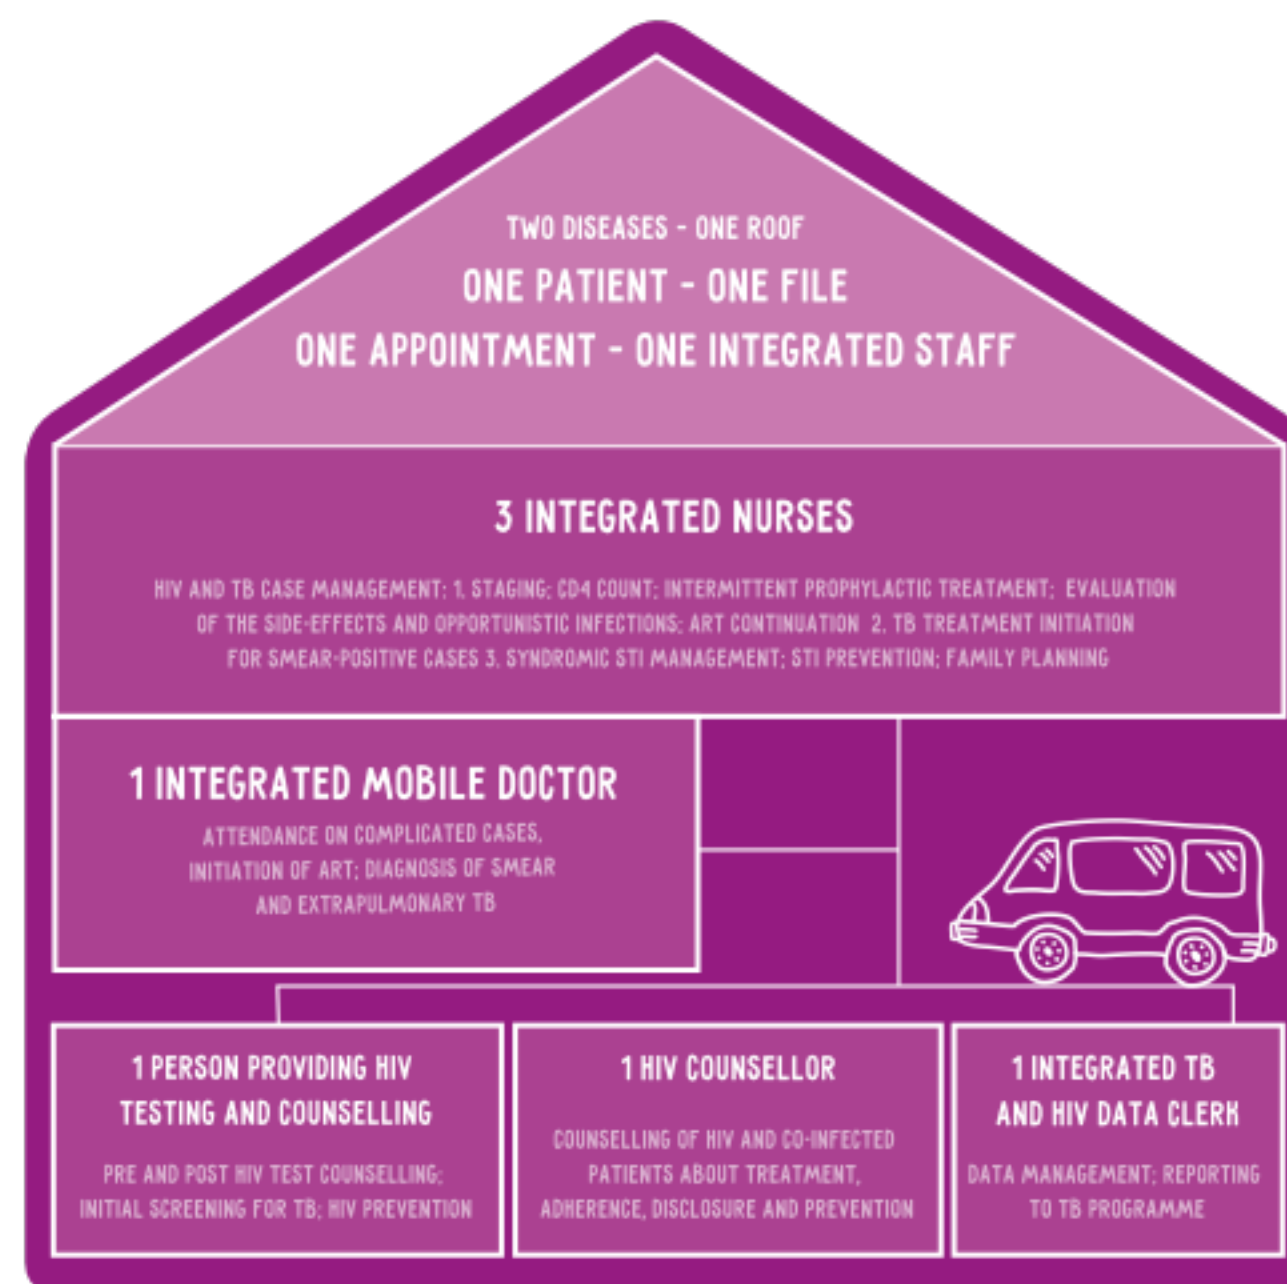 TWO DISEASES - ONE ROOF
ONE PATIENT - ONE FILE
ONE APPOINTMENT - ONE INTEGRATED STAFF
3 INTEGRATED NURSES
HIV AND TB CASE MANAGEMENT: 1. STAGING; CD4 COUNT; INTERMITTENT PROPHYLACTIC TREATMENT; EVALUATION
OF THE SIDE-EFFECTS AND OPPORTUNISTIC INFECTIONS; ART CONTINUATION 2. TB TREATMENT INITIATION
FOR SMEAR-POSITIVE CASES 3. SYNDROMIC STI MANAGEMENT; STI PREVENTION; FAMILY PLANNING
1 INTEGRATED MOBILE DOCTOR
ATTENDANCE ON COMPLICATED CASES,
INITIATION OF ART; DIAGNOSIS OF SMEAR
AND EXTRAPULMONARY TB
1 PERSON PROVIDING HIV
TESTING AND COUNSELLING
PRE AND POST HIV TEST COUNSELLING;
INITIAL SCREENING FOR TB; HIV PREVENTION
1 HIV COUNSELLOR
COUNSELLING OF HIV AND CO-INFECTED
PATIENTS ABOUT TREATMENT,
ADHERENCE, DISCLOSURE AND PREVENTION
1 INTEGRATED TB
AND HIV DATA CLERK
DATA MANAGEMENT; REPORTING
TO TB PROGRAMME